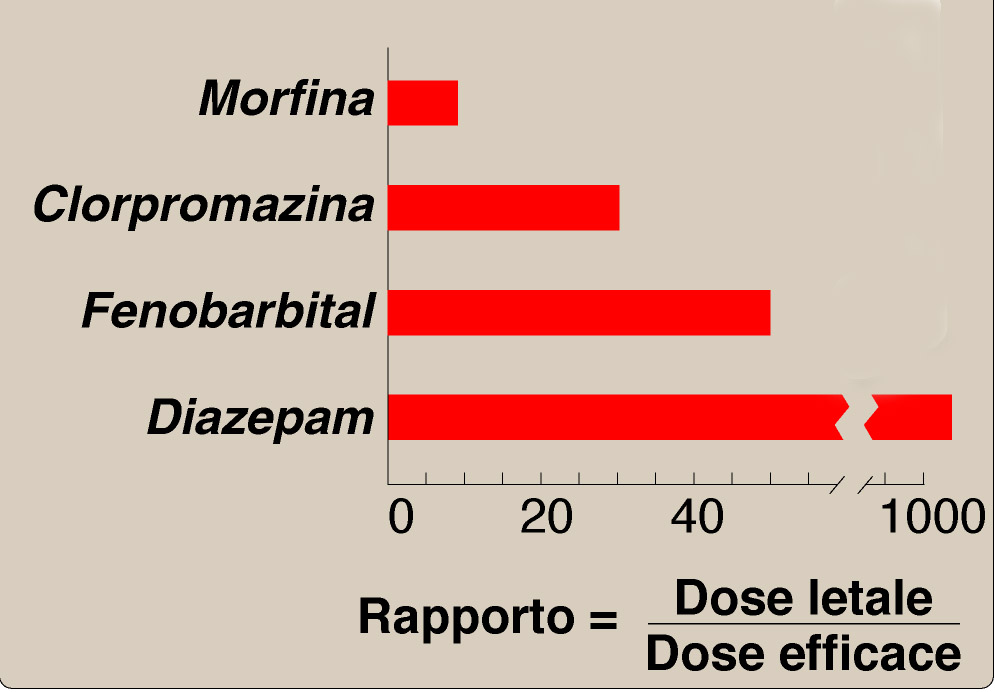 Morfina
Clorpromazina
Fenobarbital
Diazepam
0 20 40 1000
Rapporto = Dose letale
Dose efficace